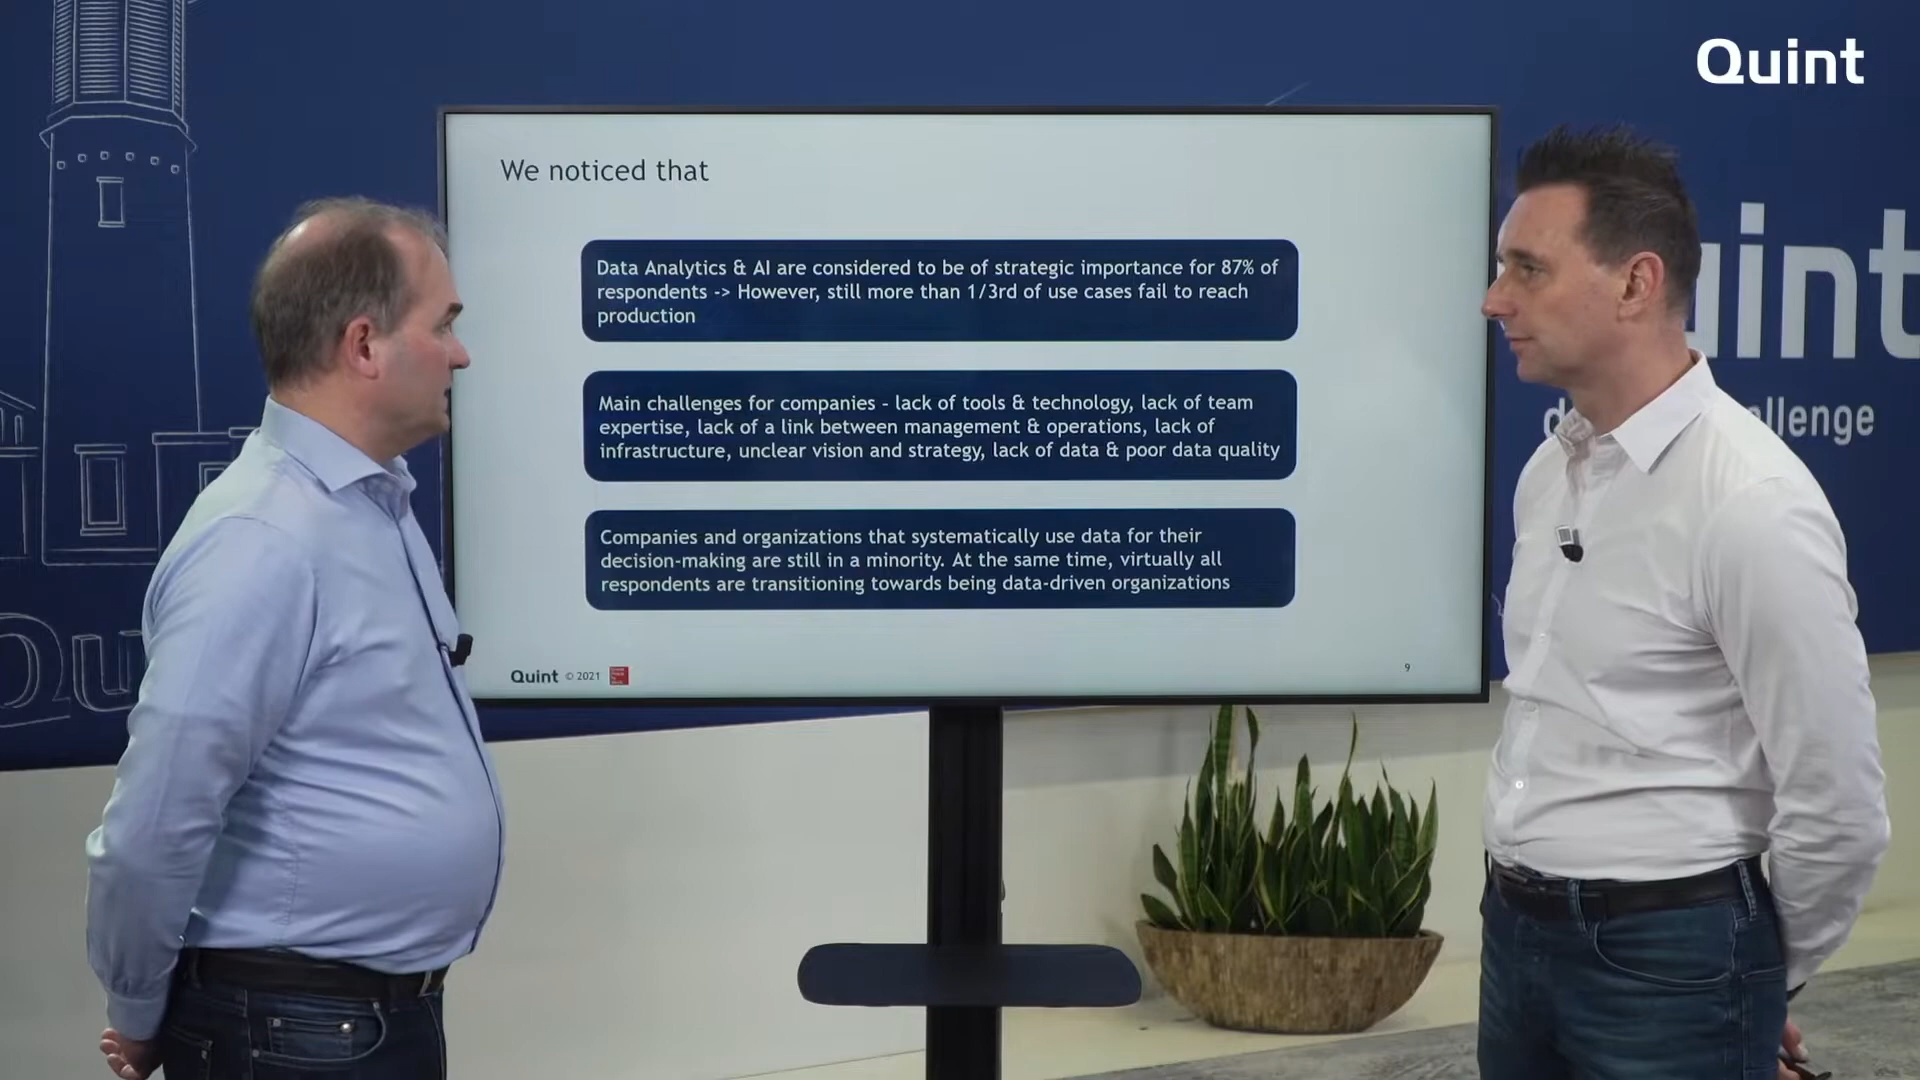 Quint
We noticed that
Data Analytics & AI are considered to be of strategic importance for 87% of
respondents -> However, still more than 1/3rd of use cases fail to reach
production
Main challenges for companies - lack of tools & technology, lack of team
expertise, lack of a link between management & operations, lack of
infrastructure, unclear vision and strategy, lack of data & poor data quality
Companies and organizations that systematically use data for their
decision-making are still in a minority. At the same time, virtually all
respondents are transitioning towards being data-driven organizations
Quint © 2021
9